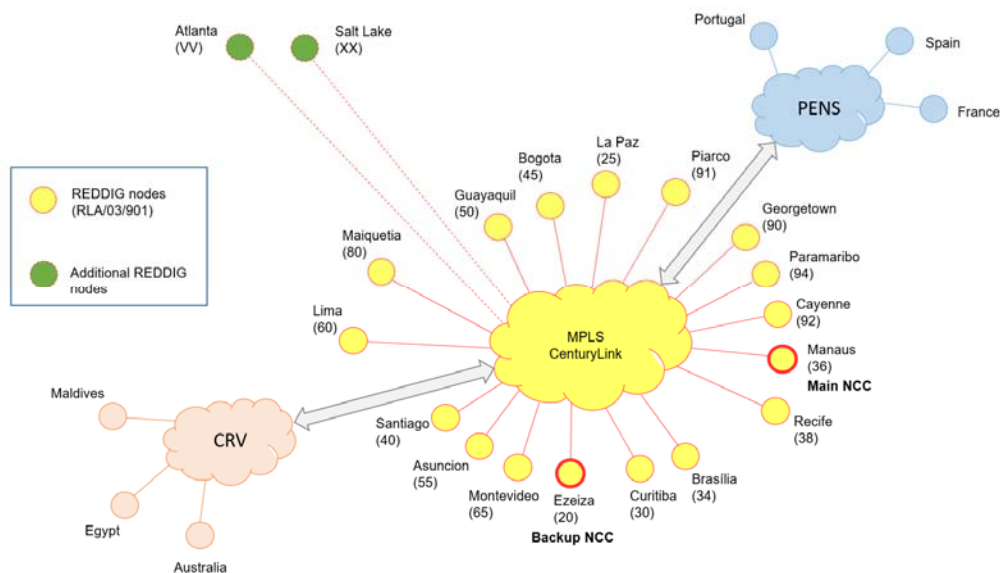 Atlanta
(VV)
Salt Lake
(XX)
Portugal
Spain
PENS
France
REDDIG nodes
(RLA/03/901)
Additional REDDIG
nodes
La Paz
(25)
Bogota
(45)
Piarco
(91)
Guayaquil
(50)
Georgetown
(90)
Maiquetia
(80)
Paramaribo
(94)
Lima
(60)
Cayenne
(92)
MPLS
CenturyLink
Manaus
(36)
Main NCC
Maldives
CRV
Santiago
(40)
Recife
(38)
Asuncion
(55)
Montevideo
(65)
Ezeiza
(20)
Backup NCC
Curitiba
(30)
Brasília
(34)
Egypt
Australia